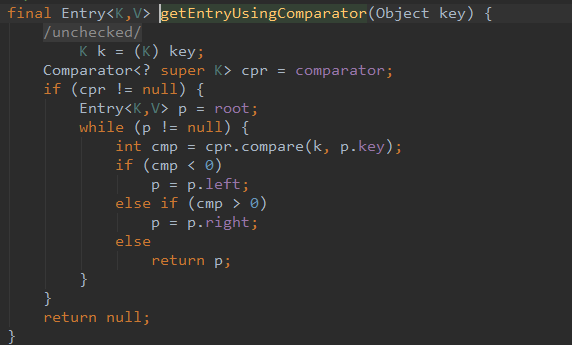 final Entry<K,V> getEntryUsingComparator(Object key) {
    /unchecked/
        K k = (K) key;
    Comparator<? super K> cpr = comparator;
    if (cpr != null) {
        Entry<K,V> p = root;
        while (p != null) {
            int cmp = cpr.compare(k, p.key);
            if (cmp < 0)
                p = p.left;
            else if (cmp > 0)
                p = p.right;
            else
                return p;
        }
    }
    return null;
}